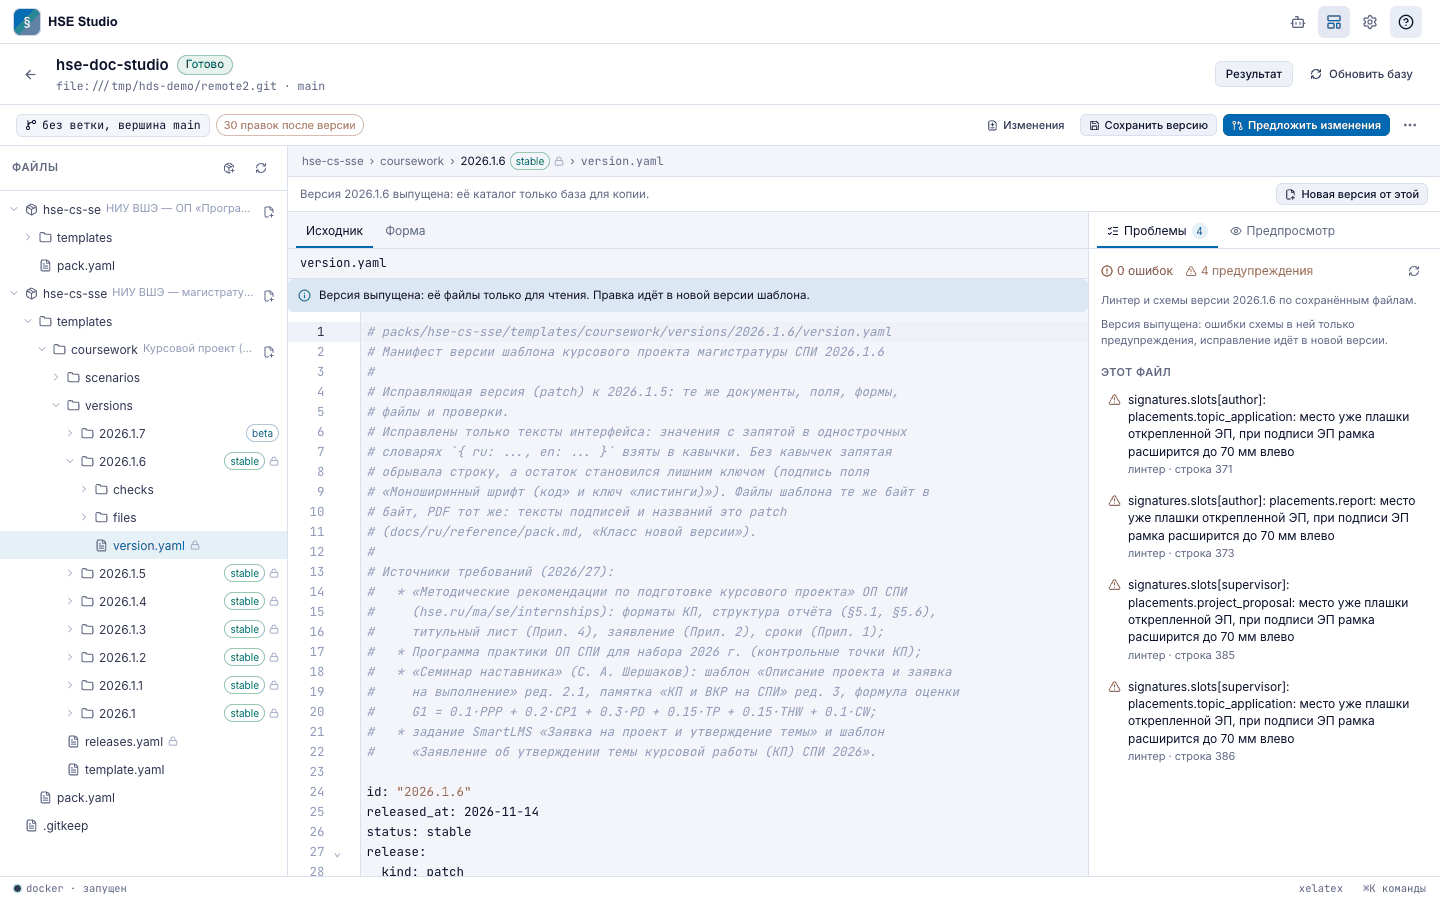 § HSE Studio
hse-doc-studio Готово
file:///tmp/hds-demo/remote2.git · main
Результат Обновить базу
без ветки, вершина main 30 правок после версии
Изменения Сохранить версию Предложить изменения
ФАЙЛЫ
hse-cs-se НИУ ВШЭ — ОП «Програ...
templates
pack.yaml
hse-cs-sse НИУ ВШЭ — магистрату...
templates
coursework Курсовой проект (...
scenarios
versions
2026.1.7 beta
2026.1.6 stable
checks
files
version.yaml
2026.1.5 stable
2026.1.4 stable
2026.1.3 stable
2026.1.2 stable
2026.1.1 stable
2026.1 stable
releases.yaml
template.yaml
pack.yaml
.gitkeep
hse-cs-sse › coursework › 2026.1.6 stable › version.yaml
Версия 2026.1.6 выпущена: её каталог только база для копии.
Новая версия от этой
Исходник Форма
version.yaml
Версия выпущена: её файлы только для чтения. Правка идёт в новой версии шаблона.
1 # packs/hse-cs-sse/templates/coursework/versions/2026.1.6/version.yaml
2 # Манифест версии шаблона курсового проекта магистратуры СПИ 2026.1.6
3 #
4 # Исправляющая версия (patch) к 2026.1.5: те же документы, поля, формы,
5 # файлы и проверки.
6 # Исправлены только тексты интерфейса: значения с запятой в однострочных
7 # словарях `{ ru: ..., en: ... }` взяты в кавычки. Без кавычек запятая
8 # обрывала строку, а остаток становился лишним ключом (подпись поля
9 # «Моноширинный шрифт (код» и ключ «листинги)»). Файлы шаблона те же байт в
10 # байт, PDF тот же: тексты подписей и названий это patch
11 # (docs/ru/reference/pack.md, «Класс новой версии»).
12 #
13 # Источники требований (2026/27):
14 # * «Методические рекомендации по подготовке курсового проекта» ОП СПИ
15 # (hse.ru/ma/se/internships): форматы КП, структура отчёта (§5.1, §5.6),
16 # титульный лист (Прил. 4), заявление (Прил. 2), сроки (Прил. 1);
17 # * Программа практики ОП СПИ для набора 2026 г. (контрольные точки КП);
18 # * «Семинар наставника» (С. А. Шершаков): шаблон «Описание проекта и заявка
19 # на выполнение» ред. 2.1, памятка «КП и ВКР на СПИ» ред. 3, формула оценки
20 # G1 = 0.1·PPP + 0.2·CP1 + 0.3·PD + 0.15·TP + 0.15·THW + 0.1·CW;
21 # * задание SmartLMS «Заявка на проект и утверждение темы» и шаблон
22 # «Заявление об утверждении темы курсовой работы (КП) СПИ 2026».
23
24 id: "2026.1.6"
25 released_at: 2026-11-14
26 status: stable
27 release:
28 kind: patch
Проблемы 4 Предпросмотр
0 ошибок 4 предупреждения
Линтер и схемы версии 2026.1.6 по сохранённым файлам.
Версия выпущена: ошибки схемы в ней только
предупреждения, исправление идёт в новой версии.
ЭТОТ ФАЙЛ
signatures.slots[author]:
placements.topic_application: место уже плашки
открепленной ЭП, при подписи ЭП рамка
расширится до 70 мм влево
линтер · строка 371
signatures.slots[author]: placements.report: место
уже плашки открепленной ЭП, при подписи ЭП
рамка расширится до 70 мм влево
линтер · строка 373
signatures.slots[supervisor]:
placements.project_proposal: место уже плашки
открепленной ЭП, при подписи ЭП рамка
расширится до 70 мм влево
линтер · строка 385
signatures.slots[supervisor]:
placements.topic_application: место уже плашки
открепленной ЭП, при подписи ЭП рамка
расширится до 70 мм влево
линтер · строка 386
docker · запущен
xelatex ⌘K команды